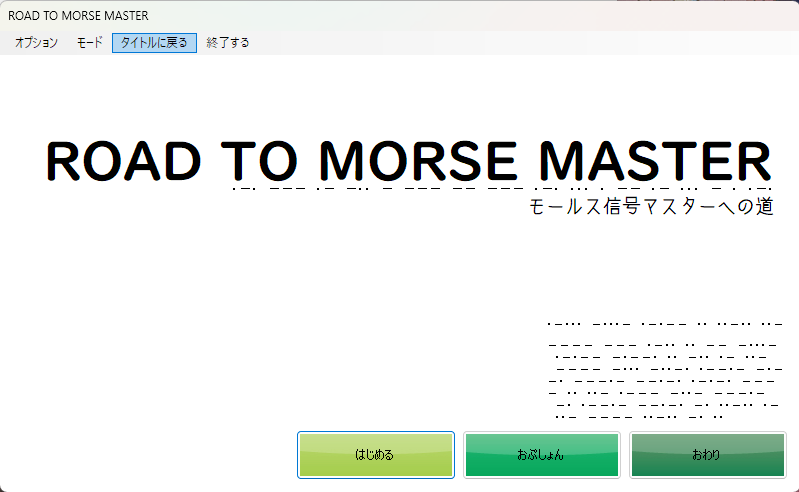 ROAD TO MORSE MASTER
オプション モード タイトルに戻る 終了する
ROAD TO MORSE MASTER
モールス信号マスターへの道
はじめる おぷしょん おわり